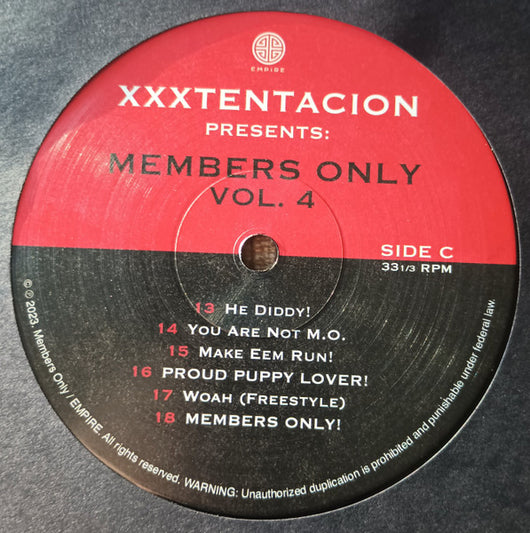 EMPIRE
XXXTENTACION
PRESENTS:
MEMBERS ONLY
VOL. 4
SIDE C
33 1/3 RPM
13 HE DIDDY!
14 YOU ARE NOT M.O.
15 MAKE EEM RUN!
16 PROUD PUPPY LOVER!
17 WOAH (FREESTYLE)
18 MEMBERS ONLY!
©℗ 2023. Members Only / EMPIRE. All rights reserved. WARNING: Unauthorized duplication is prohibited and punishable under federal law.